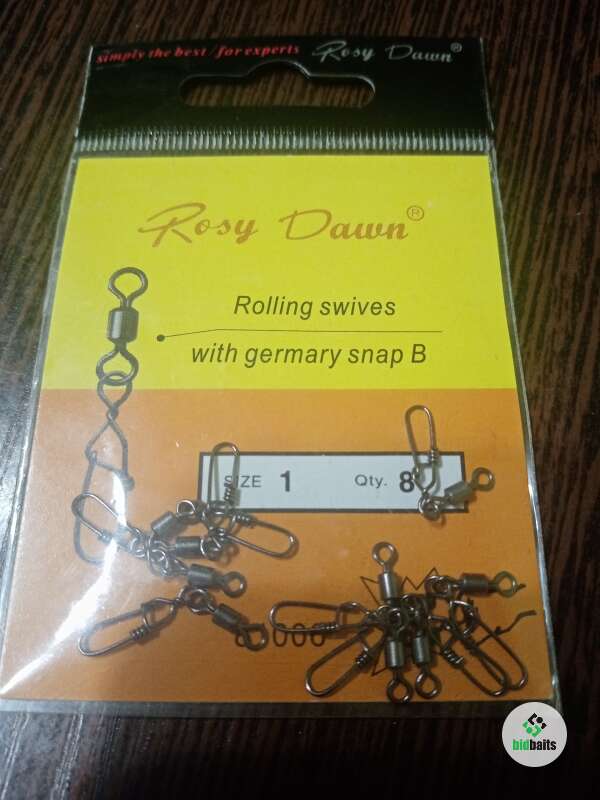 simply the best / for experts Rosy Dawn®
Rosy Dawn®
Rolling swives
with germary snap B
SIZE 1 Qty. 8
bidbaits